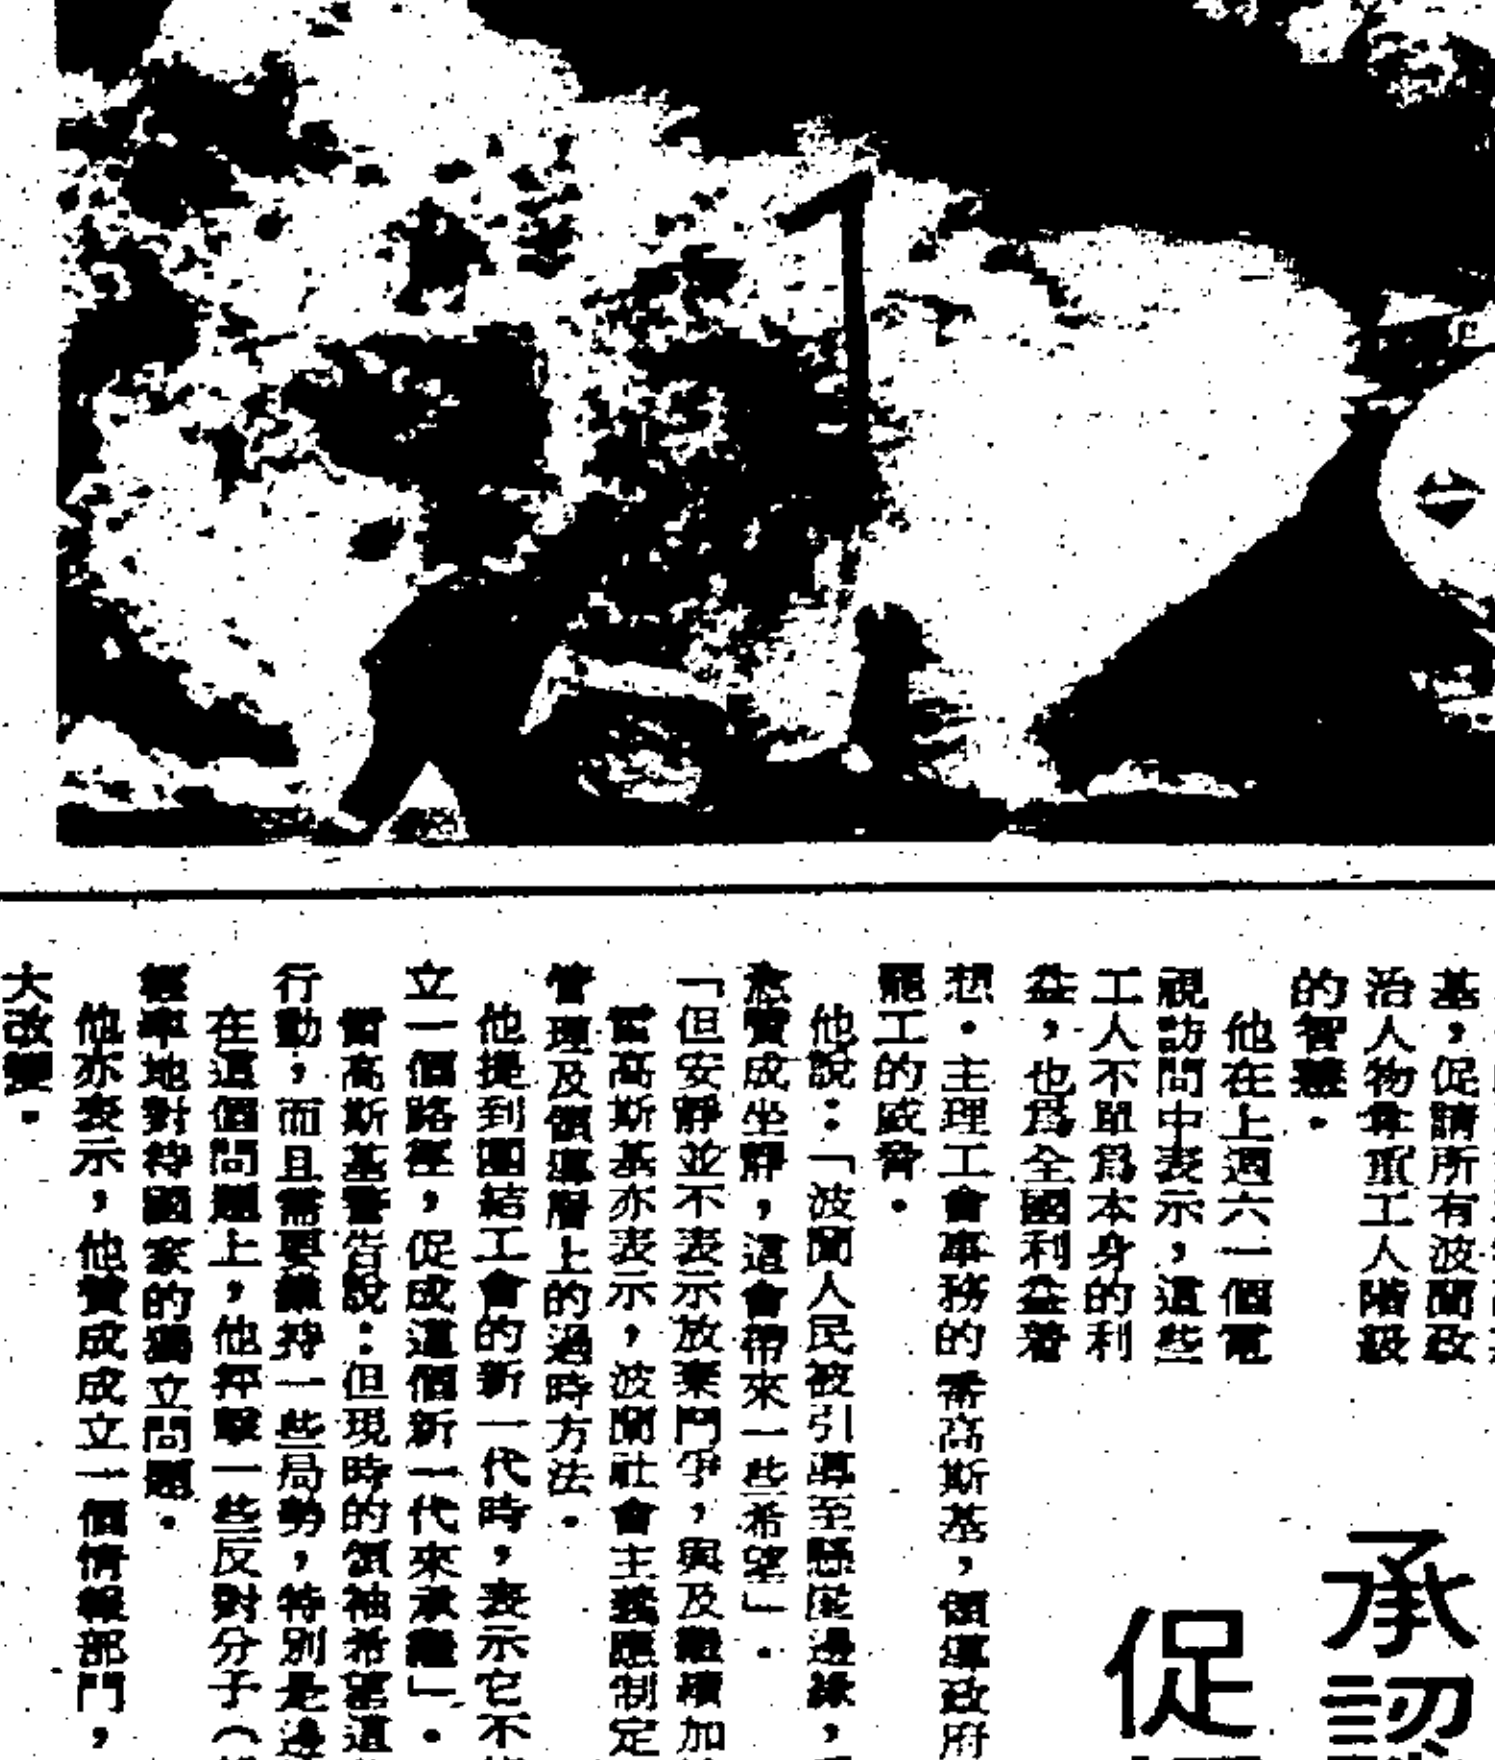 基，促請所有波蘭政
治人物尊重工人階級
的智慧。
他在上週六一個電
視訪問中表示，這些
工人不單爲本身的利
益，也爲全國利益着
想。主理工會事務的雷高斯基，領導政府
罷工的威脅。
他說：「波蘭人民被引導至懸崖邊緣，
成坐靜，這會帶來一些希望」。
「但安靜並不表示放棄鬥爭，與及繼續加
雷高斯基亦表示，波蘭社會主義應制定
管理及領導層上的過時方法。
他提到團結工會的新一代時，表示它不
立一個路徑，促成這個新一代來承繼」。
雷高斯基警告說：但現時的領袖希望這
行動，而且需要維持一些局勢，特別是邊
在這個問題上，他抨擊一些反對分子（
輕率地對待國家的獨立問題。
他亦表示，他贊成成立一個情報部門，
大改變。
承認
促